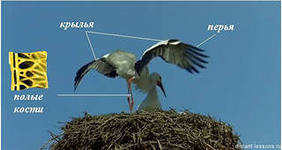 крылья
перья
полые
кости
distant-lessons.ru